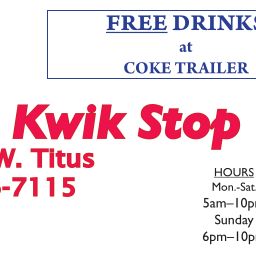 FREE DRINKS
at
COKE TRAILER
Kwik Stop
W. Titus
-7115
HOURS
Mon.-Sat.
5am–10pm
Sunday
6pm–10pm